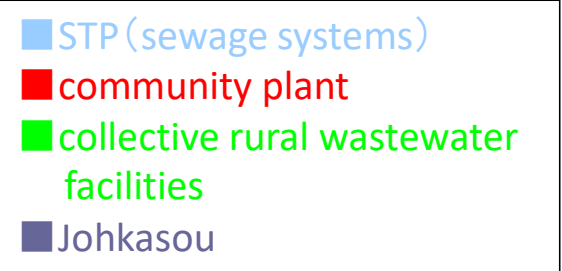 ■STP（sewage systems）
■community plant
■collective rural wastewater
facilities
■Johkasou